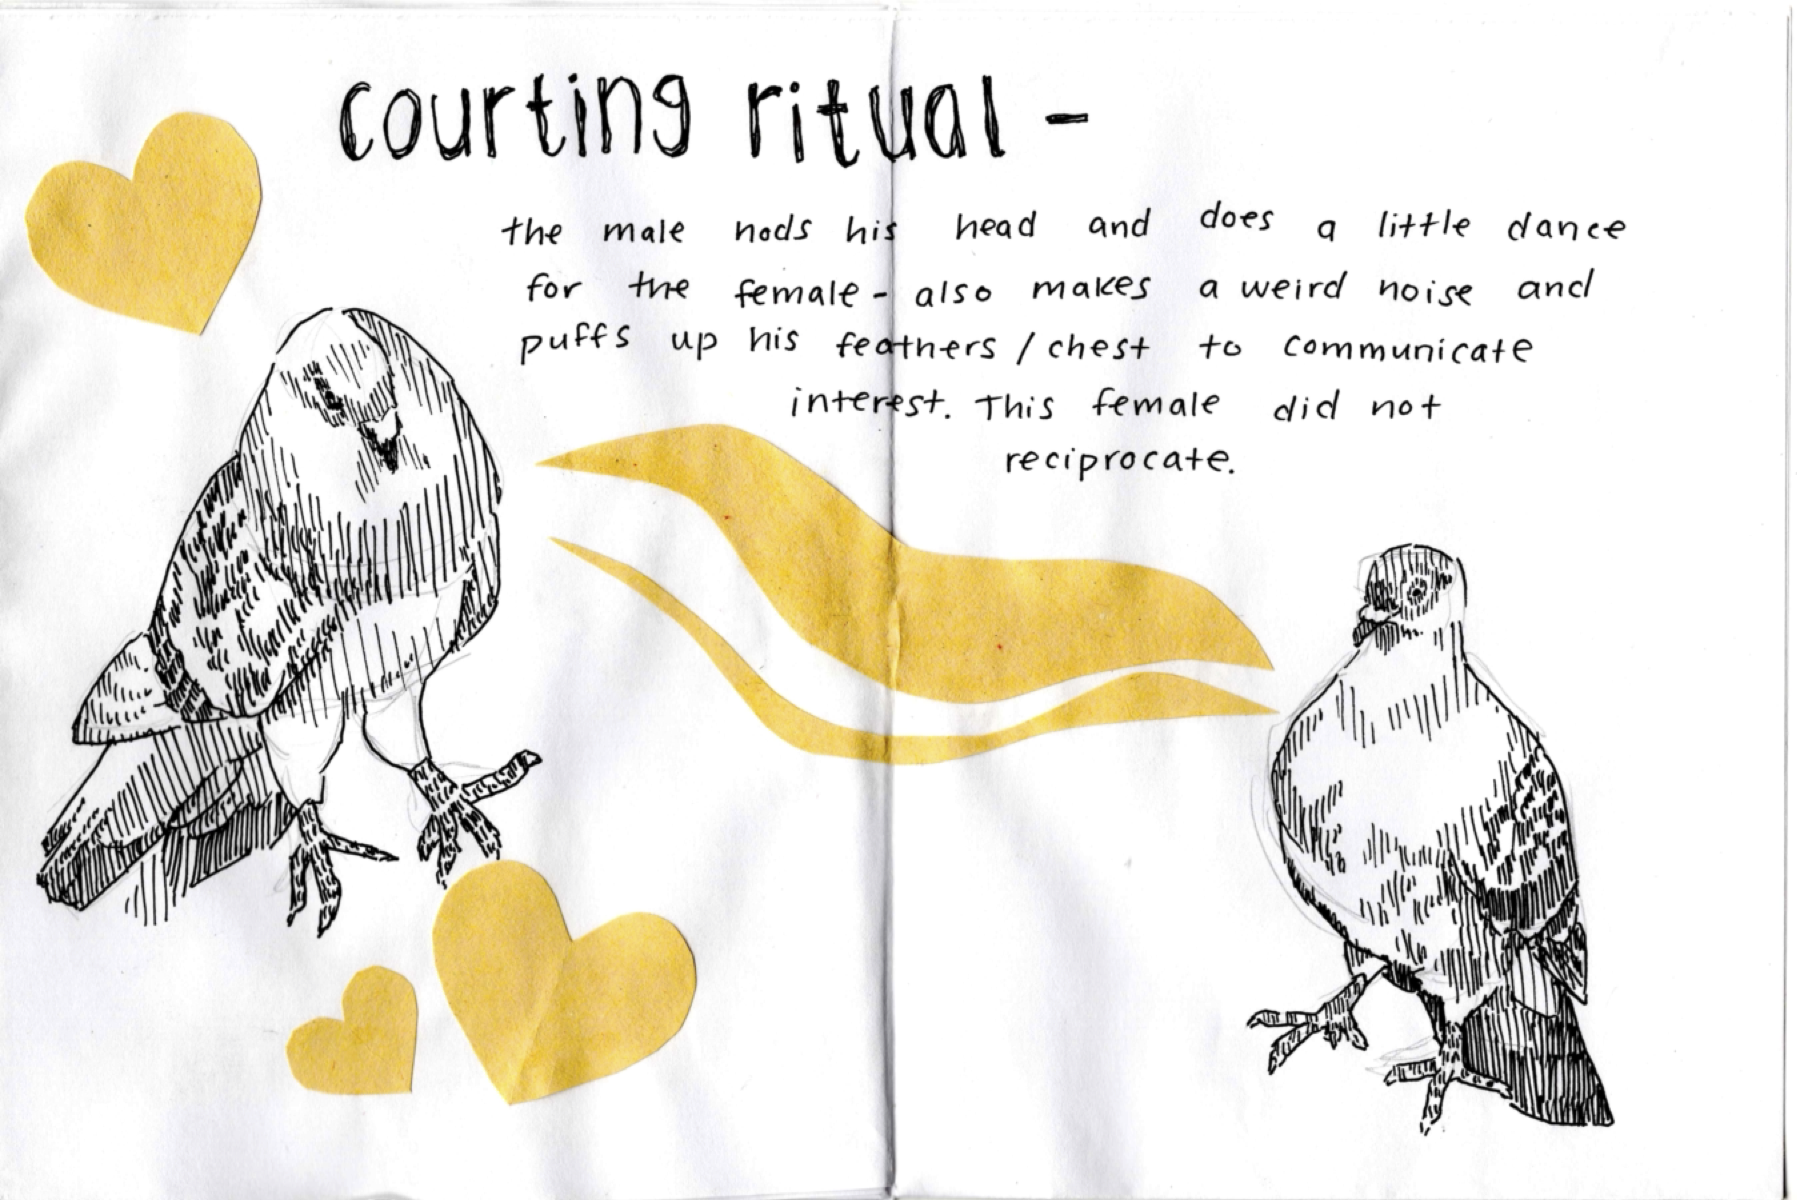 courting ritual -
the male nods his head and does a little dance
for the female - also makes a weird noise and
puffs up his feathers / chest to communicate
interest. This female did not
reciprocate.